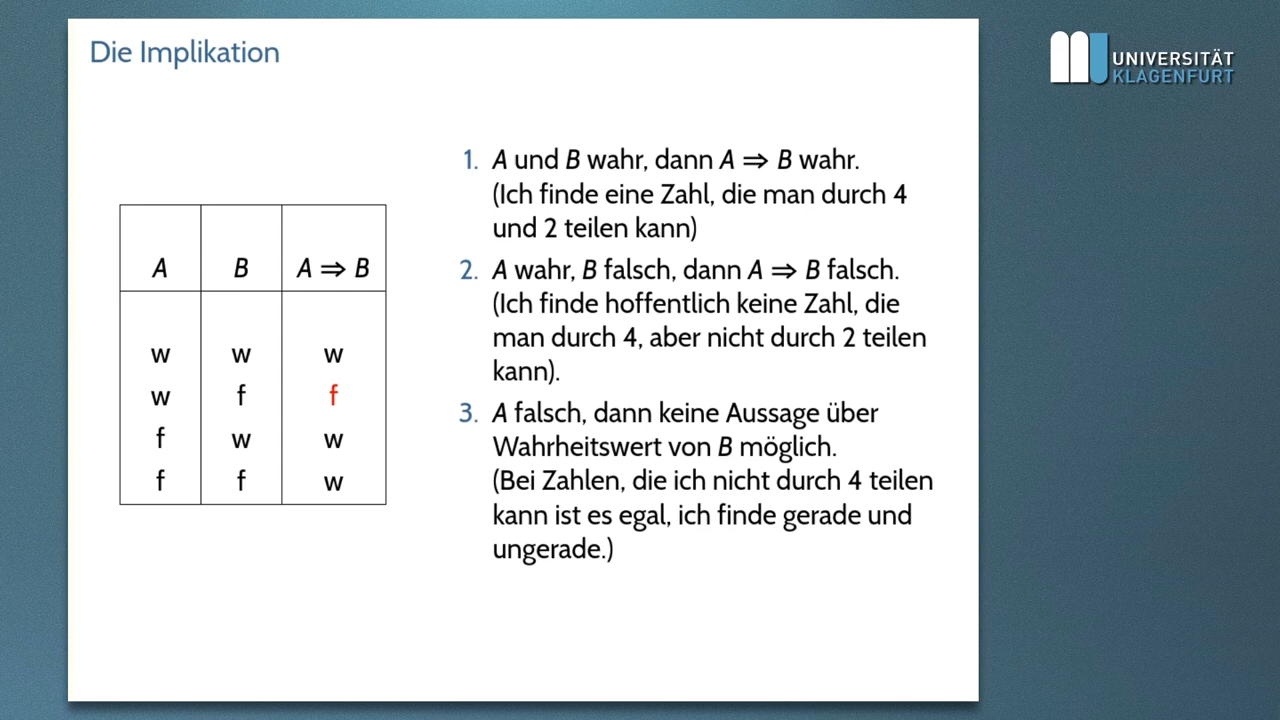 Die Implikation
UNIVERSITÄT
KLAGENFURT
A B A ⇒ B
w w w
w f f
f w w
f f w
1. A und B wahr, dann A ⇒ B wahr.
(Ich finde eine Zahl, die man durch 4
und 2 teilen kann)
2. A wahr, B falsch, dann A ⇒ B falsch.
(Ich finde hoffentlich keine Zahl, die
man durch 4, aber nicht durch 2 teilen
kann).
3. A falsch, dann keine Aussage über
Wahrheitswert von B möglich.
(Bei Zahlen, die ich nicht durch 4 teilen
kann ist es egal, ich finde gerade und
ungerade.)